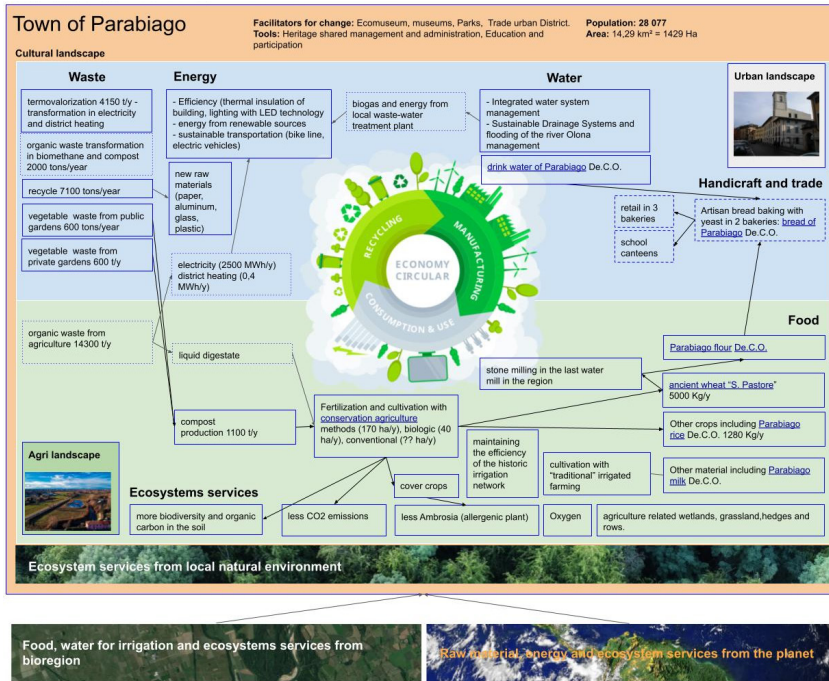 Town of Parabiago
Facilitators for change: Ecomuseum, museums, Parks, Trade urban District.
Tools: Heritage shared management and administration, Education and
participation
Population: 28 077
Area: 14,29 km² = 1429 Ha
Cultural landscape
Waste
Energy
Water
Urban landscape
termovalorization 4150 t/y -
transformation in electricity
and district heating
organic waste transformation
in biomethane and compost
2000 tons/year
recycle 7100 tons/year
vegetable waste from public
gardens 600 tons/year
vegetable waste from
private gardens 600 t/y
organic waste from
agriculture 14300 t/y
- Efficiency (thermal insulation of
building, lighting with LED technology
- energy from renewable sources
- sustainable transportation (bike line,
electric vehicles)
new raw
materials
(paper,
aluminum,
glass,
plastic)
electricity (2500 MWh/y)
district heating (0,4
MWh/y)
liquid digestate
compost
production 1100 t/y
biogas and energy from
local waste-water
treatment plant
- Integrated water system
management
- Sustainable Drainage Systems and
flooding of the river Olona
management
drink water of Parabiago De.C.O.
Handicraft and trade
retail in 3
bakeries
school
canteens
Artisan bread baking with
yeast in 2 bakeries: bread of
Parabiago De.C.O.
RECYCLING
MANUFACTURING
CONSUMPTION & USE
ECONOMY
CIRCULAR
Food
Parabiago flour De.C.O.
stone milling in the last water
mill in the region
ancient wheat "S. Pastore"
5000 Kg/y
Fertilization and cultivation with
conservation agriculture
methods (170 ha/y), biologic (40
ha/y), conventional (?? ha/y)
Other crops including Parabiago
rice De.C.O. 1280 Kg/y
maintaining
the efficiency
of the historic
irrigation
network
cultivation with
"traditional" irrigated
farming
Other material including Parabiago
milk De.C.O.
Agri landscape
Ecosystems services
cover crops
more biodiversity and organic
carbon in the soil
less CO2 emissions
less Ambrosia (allergenic plant)
Oxygen
agriculture related wetlands, grassland,hedges and
rows.
Ecosystem services from local natural environment
Food, water for irrigation and ecosystems services from
bioregion
Raw material, energy and ecosystem services from the planet